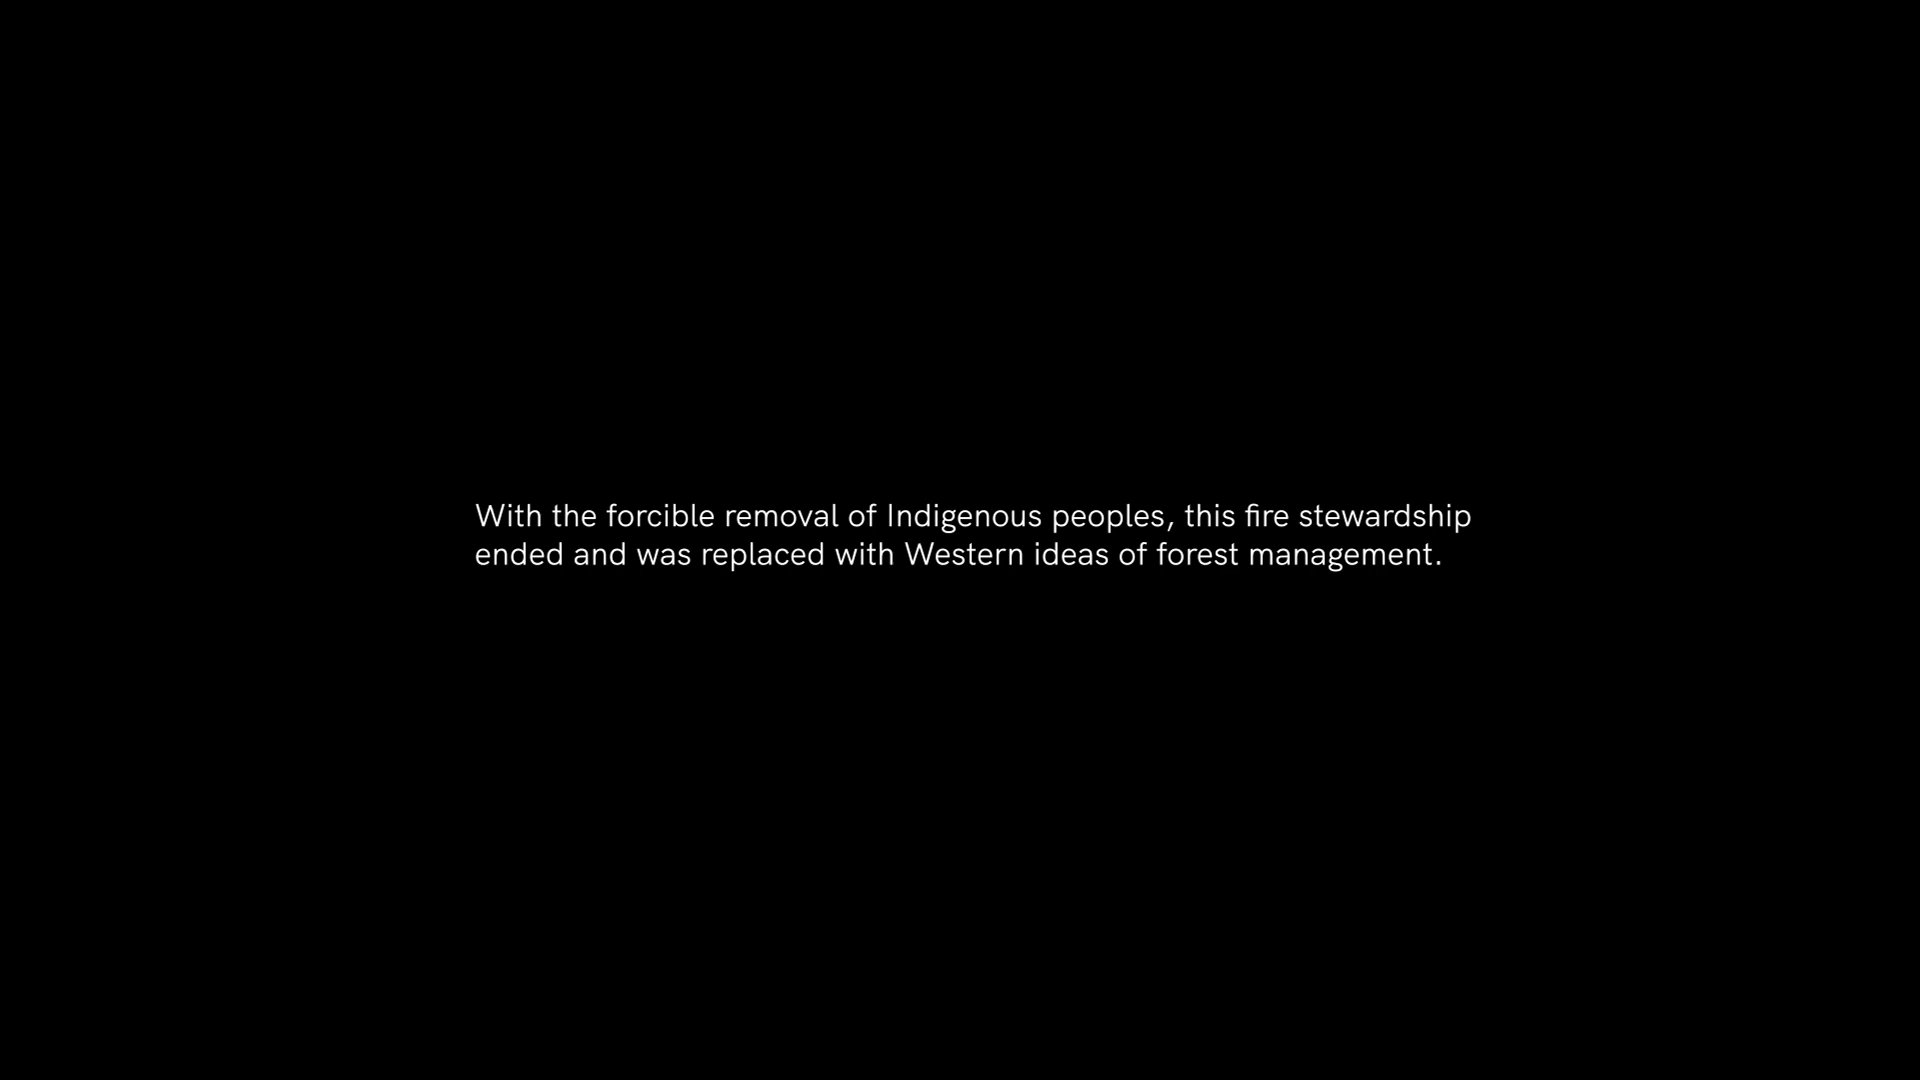 With the forcible removal of Indigenous peoples, this fire stewardship
ended and was replaced with Western ideas of forest management.